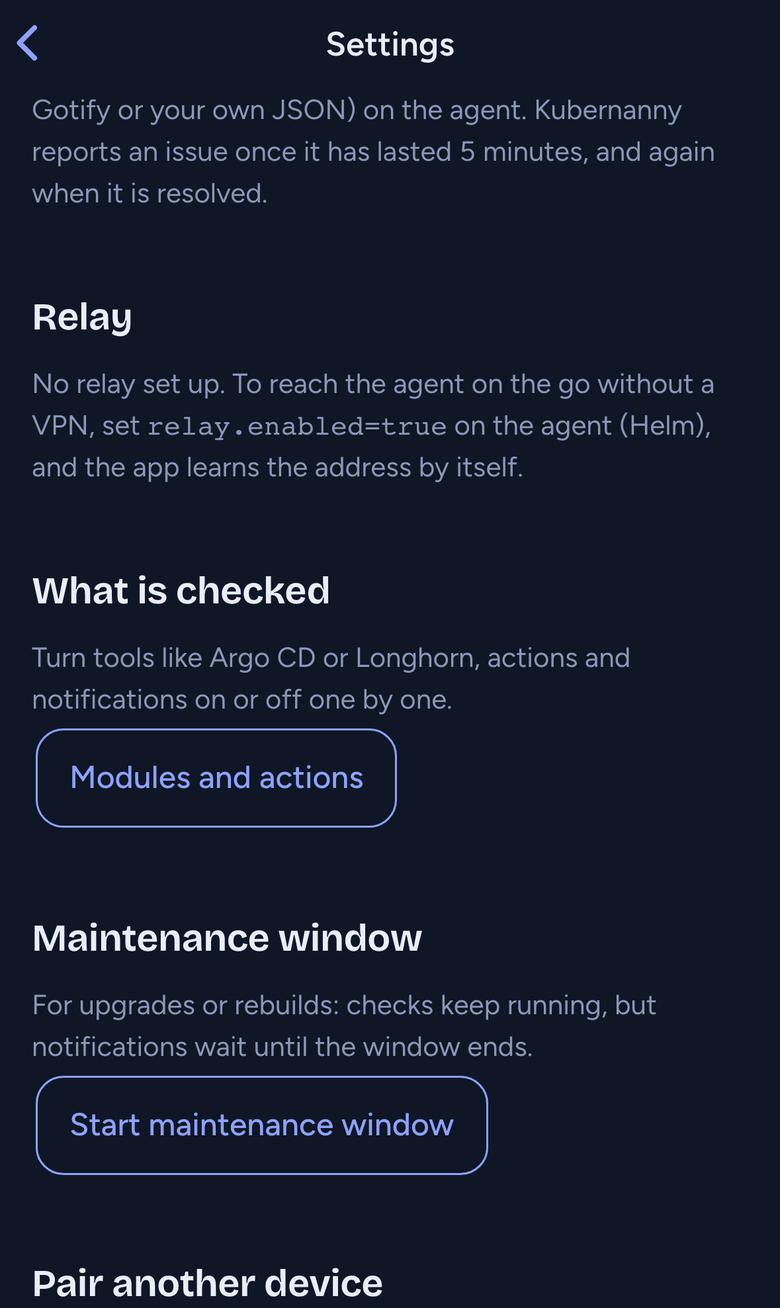 Settings
Gotify or your own JSON) on the agent. Kubernanny
reports an issue once it has lasted 5 minutes, and again
when it is resolved.
Relay
No relay set up. To reach the agent on the go without a
VPN, set relay.enabled=true on the agent (Helm),
and the app learns the address by itself.
What is checked
Turn tools like Argo CD or Longhorn, actions and
notifications on or off one by one.
Modules and actions
Maintenance window
For upgrades or rebuilds: checks keep running, but
notifications wait until the window ends.
Start maintenance window
Pair another device